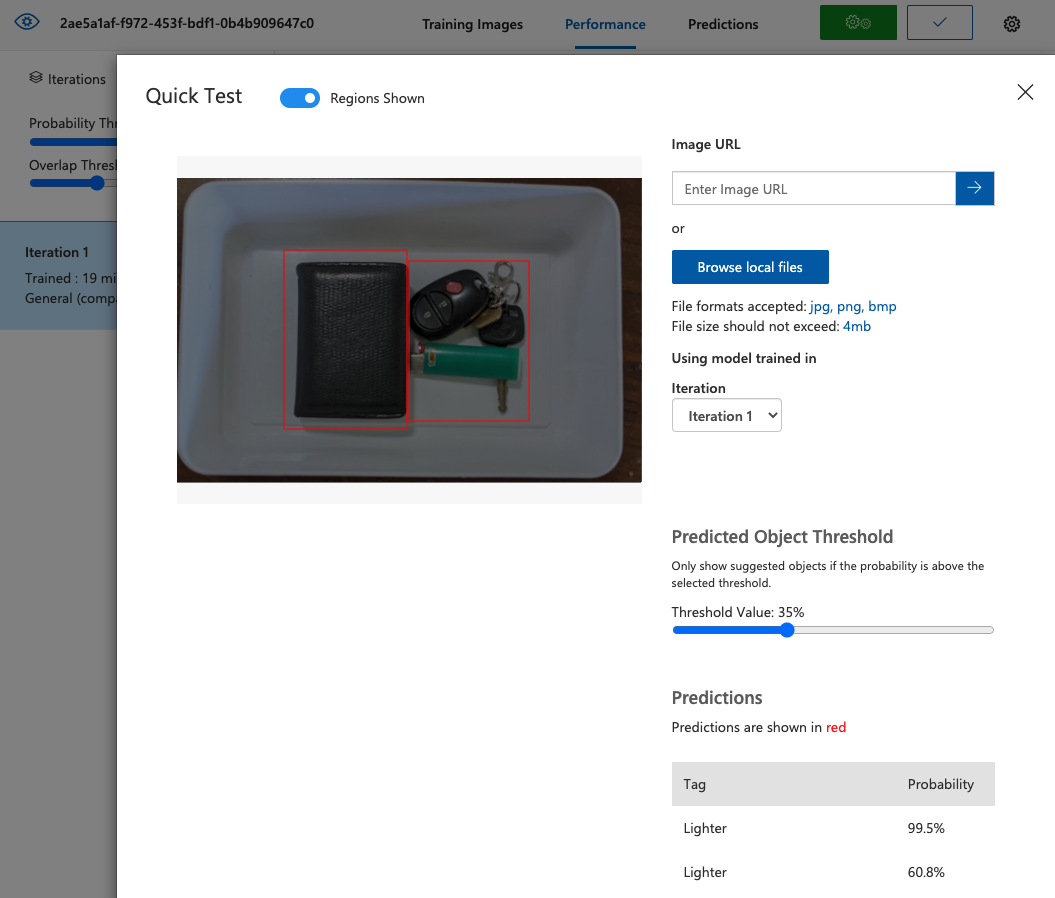 2ae5a1af-f972-453f-bdf1-0b4b909647c0
Training Images
Performance
Predictions
Iterations
Probability Thr
Overlap Thresh
Iteration 1
Trained : 19 mi
General (compa
Quick Test
Regions Shown
Image URL
Enter Image URL
or
Browse local files
File formats accepted: jpg, png, bmp
File size should not exceed: 4mb
Using model trained in
Iteration
Iteration 1
Predicted Object Threshold
Only show suggested objects if the probability is above the
selected threshold.
Threshold Value: 35%
Predictions
Predictions are shown in red
Tag Probability
Lighter 99.5%
Lighter 60.8%